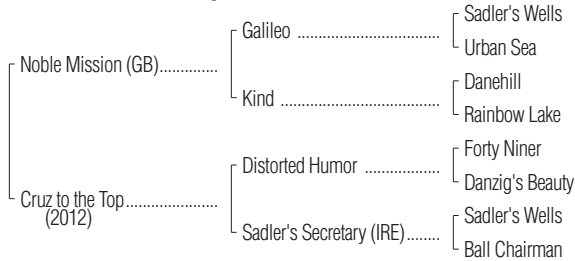 Sadler's Wells
Galileo ..................................
Urban Sea
Noble Mission (GB)..............
Danehill
Kind ......................................
Rainbow Lake
Forty Niner
Distorted Humor ..................
Danzig's Beauty
Cruz to the Top ......................
(2012)
Sadler's Wells
Sadler's Secretary (IRE)........
Ball Chairman